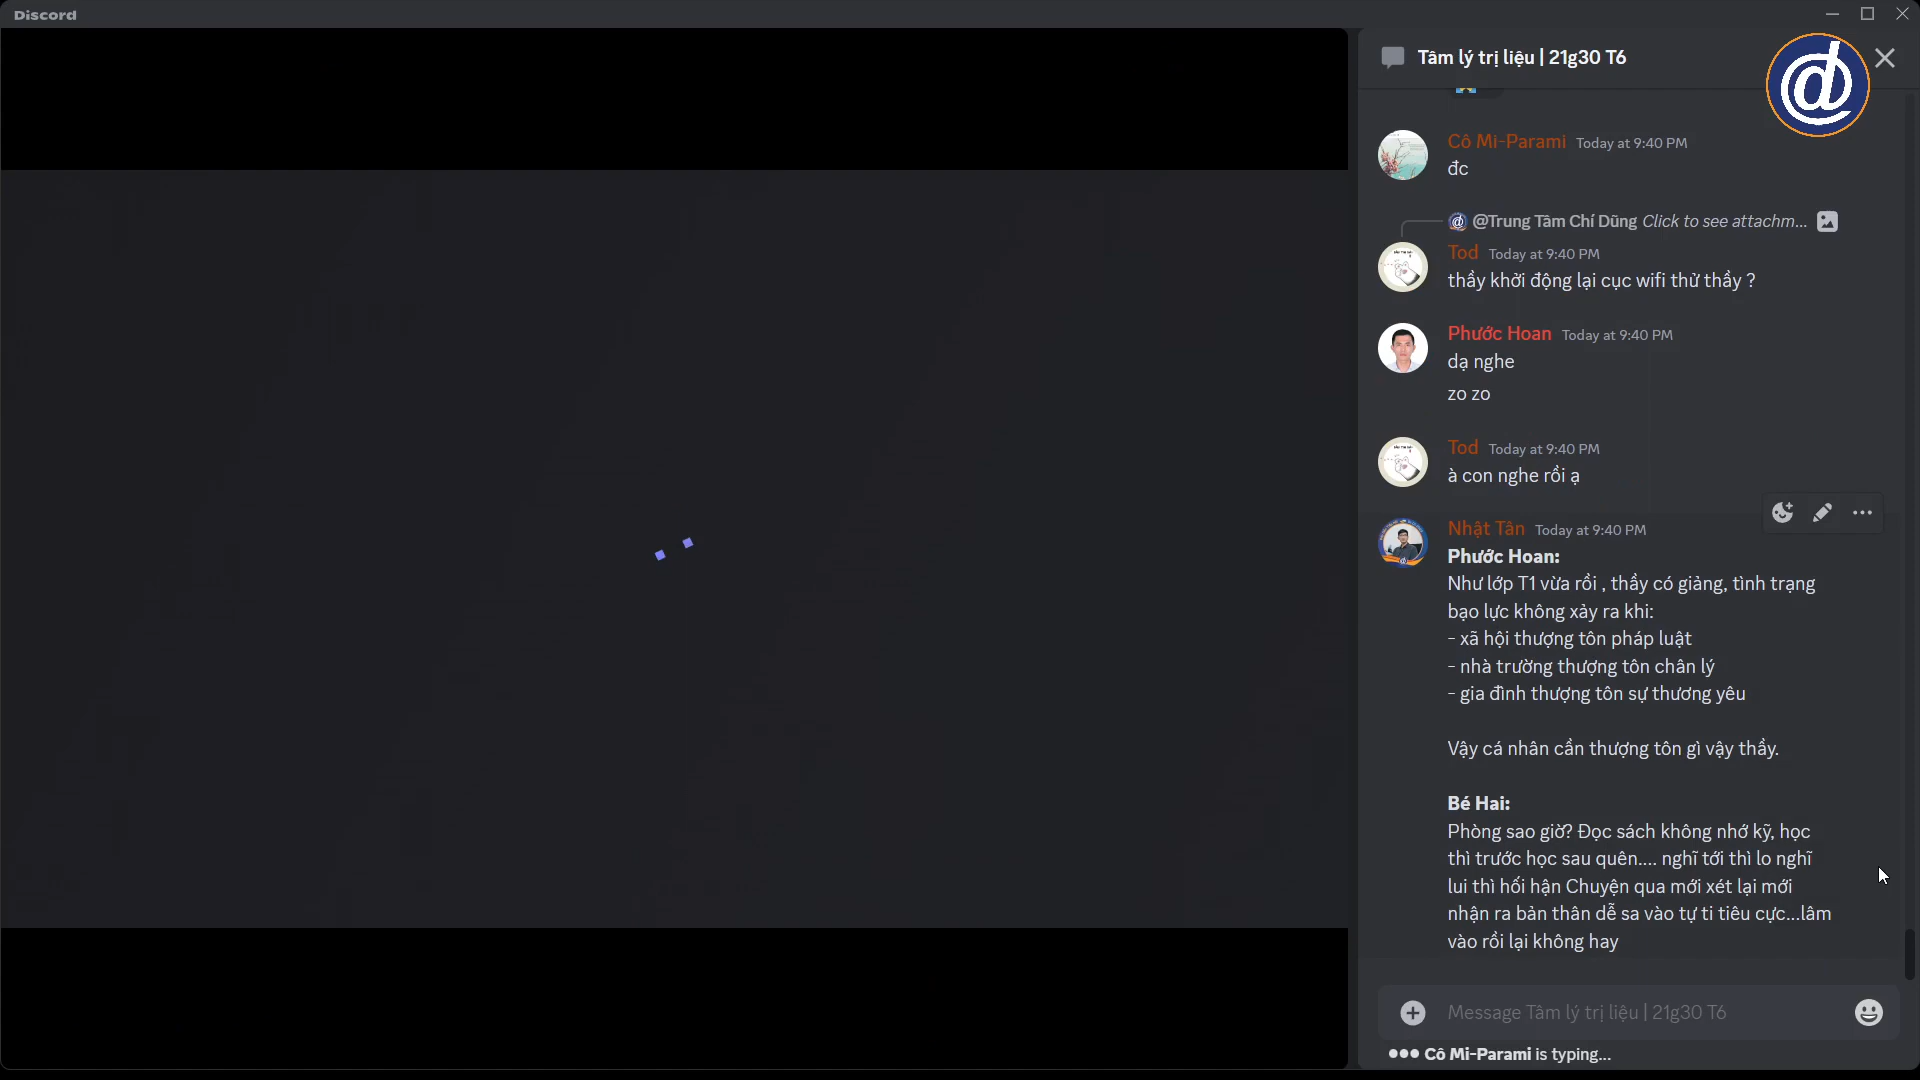 Discord
Tâm lý trị liệu | 21g30 T6
Cô Mi-Parami Today at 9:40 PM
đc
@Trung Tâm Chí Dũng Click to see attachm...
Tod Today at 9:40 PM
thầy khởi động lại cục wifi thử thầy ?
Phước Hoan Today at 9:40 PM
dạ nghe
zo zo
Tod Today at 9:40 PM
à con nghe rồi ạ
Nhật Tân Today at 9:40 PM
Phước Hoan:
Như lớp T1 vừa rồi , thầy có giảng, tình trạng
bạo lực không xảy ra khi:
- xã hội thượng tôn pháp luật
- nhà trường thượng tôn chân lý
- gia đình thượng tôn sự thương yêu
Vậy cá nhân cần thượng tôn gì vậy thầy.
Bé Hai:
Phòng sao giờ? Đọc sách không nhớ kỹ, học
thì trước học sau quên.... nghĩ tới thì lo nghĩ
lui thì hối hận Chuyện qua mới xét lại mới
nhận ra bản thân dễ sa vào tự ti tiêu cực...lâm
vào rồi lại không hay
Message Tâm lý trị liệu | 21g30 T6
Cô Mi-Parami is typing...